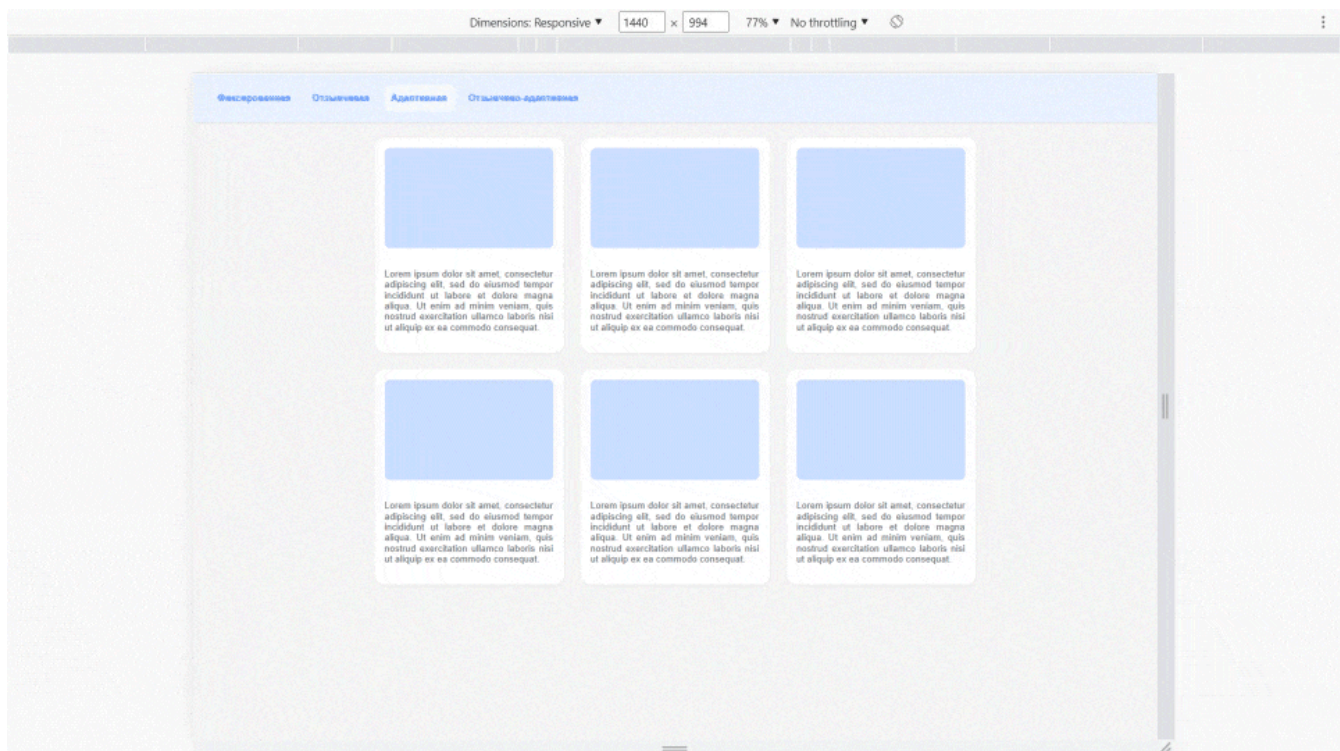 Dimensions: Responsive ▼ 1440 × 994 77% ▼ No throttling ▼
Фиксированная Отзывчивая Адаптивная Отзывчиво-адаптивная
Lorem ipsum dolor sit amet, consectetur
adipiscing elit, sed do eiusmod tempor
incididunt ut labore et dolore magna
aliqua. Ut enim ad minim veniam, quis
nostrud exercitation ullamco laboris nisi
ut aliquip ex ea commodo consequat.
Lorem ipsum dolor sit amet, consectetur
adipiscing elit, sed do eiusmod tempor
incididunt ut labore et dolore magna
aliqua. Ut enim ad minim veniam, quis
nostrud exercitation ullamco laboris nisi
ut aliquip ex ea commodo consequat.
Lorem ipsum dolor sit amet, consectetur
adipiscing elit, sed do eiusmod tempor
incididunt ut labore et dolore magna
aliqua. Ut enim ad minim veniam, quis
nostrud exercitation ullamco laboris nisi
ut aliquip ex ea commodo consequat.
Lorem ipsum dolor sit amet, consectetur
adipiscing elit, sed do eiusmod tempor
incididunt ut labore et dolore magna
aliqua. Ut enim ad minim veniam, quis
nostrud exercitation ullamco laboris nisi
ut aliquip ex ea commodo consequat.
Lorem ipsum dolor sit amet, consectetur
adipiscing elit, sed do eiusmod tempor
incididunt ut labore et dolore magna
aliqua. Ut enim ad minim veniam, quis
nostrud exercitation ullamco laboris nisi
ut aliquip ex ea commodo consequat.
Lorem ipsum dolor sit amet, consectetur
adipiscing elit, sed do eiusmod tempor
incididunt ut labore et dolore magna
aliqua. Ut enim ad minim veniam, quis
nostrud exercitation ullamco laboris nisi
ut aliquip ex ea commodo consequat.